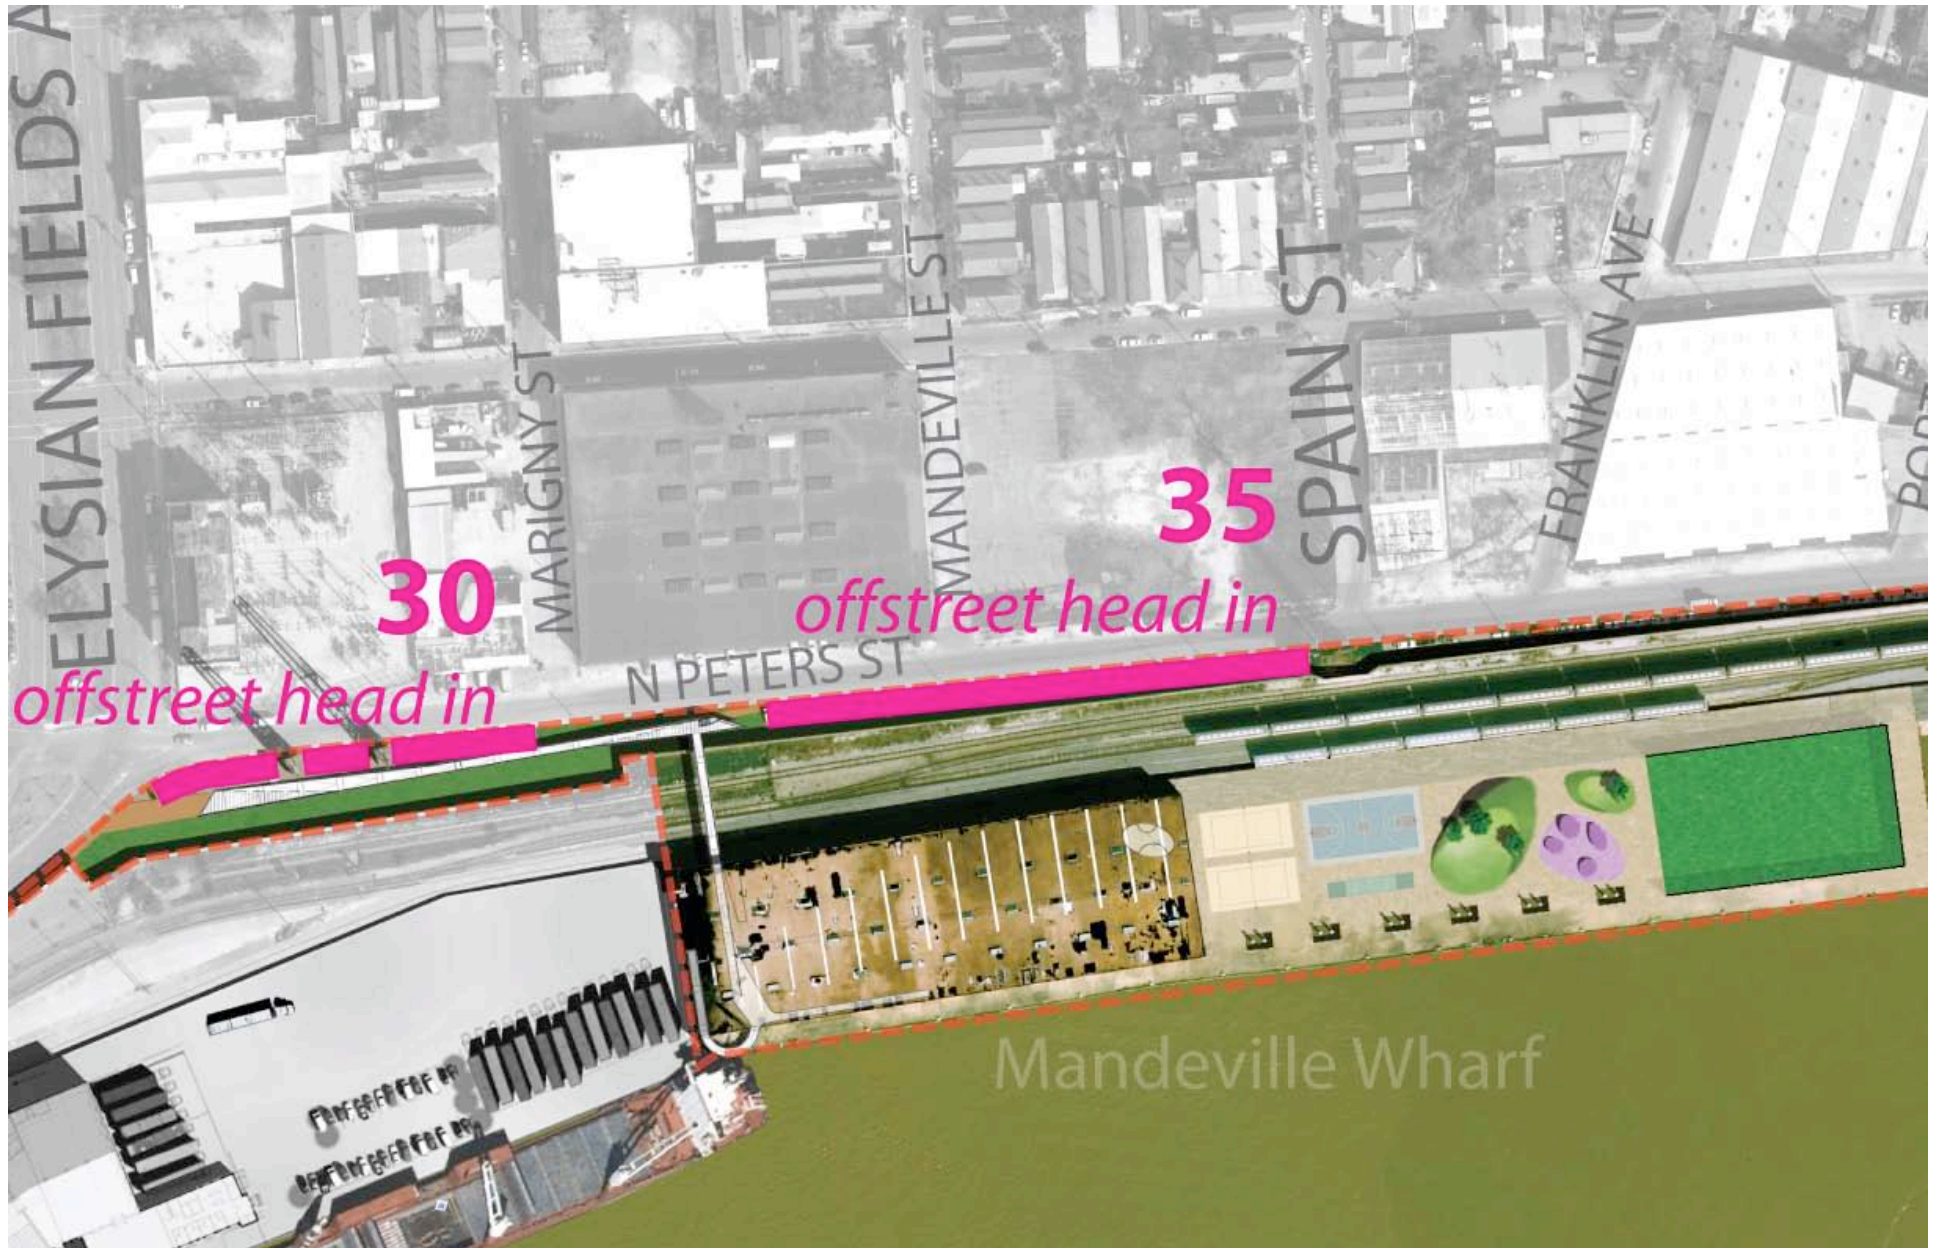 ELYSIAN FIELDS A
MARIGNY ST
MANDEVILLE ST
SPAIN ST
FRANKLIN AVE
PORT
30
offstreet head in
35
offstreet head in
N PETERS ST
Mandeville Wharf